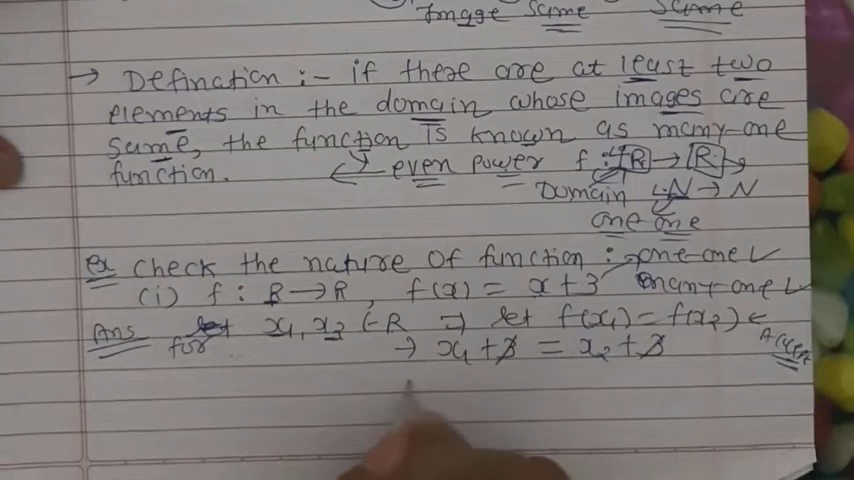 Image same same
→ Defination :- if there are at least two
elements in the domain whose images are
same, the function is known as many-one
function. even power f : R → R
Domain N → N
one one
ex check the nature of function : one-one ✓
(i) f : R → R, f(x) = x + 3 many-one ✓
Ans for x₁, x₂ ∈ R ⇒ let f(x₁) = f(x₂) ← Accept
→ x₁ + 3 = x₂ + 3